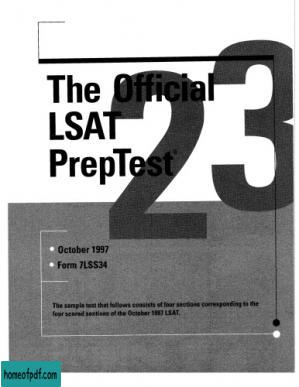 The Official
LSAT
PrepTest®
23
• October 1997
• Form 7LSS34
The sample test that follows consists of four sections corresponding to the
four scored sections of the October 1997 LSAT.
homeofpdf.com